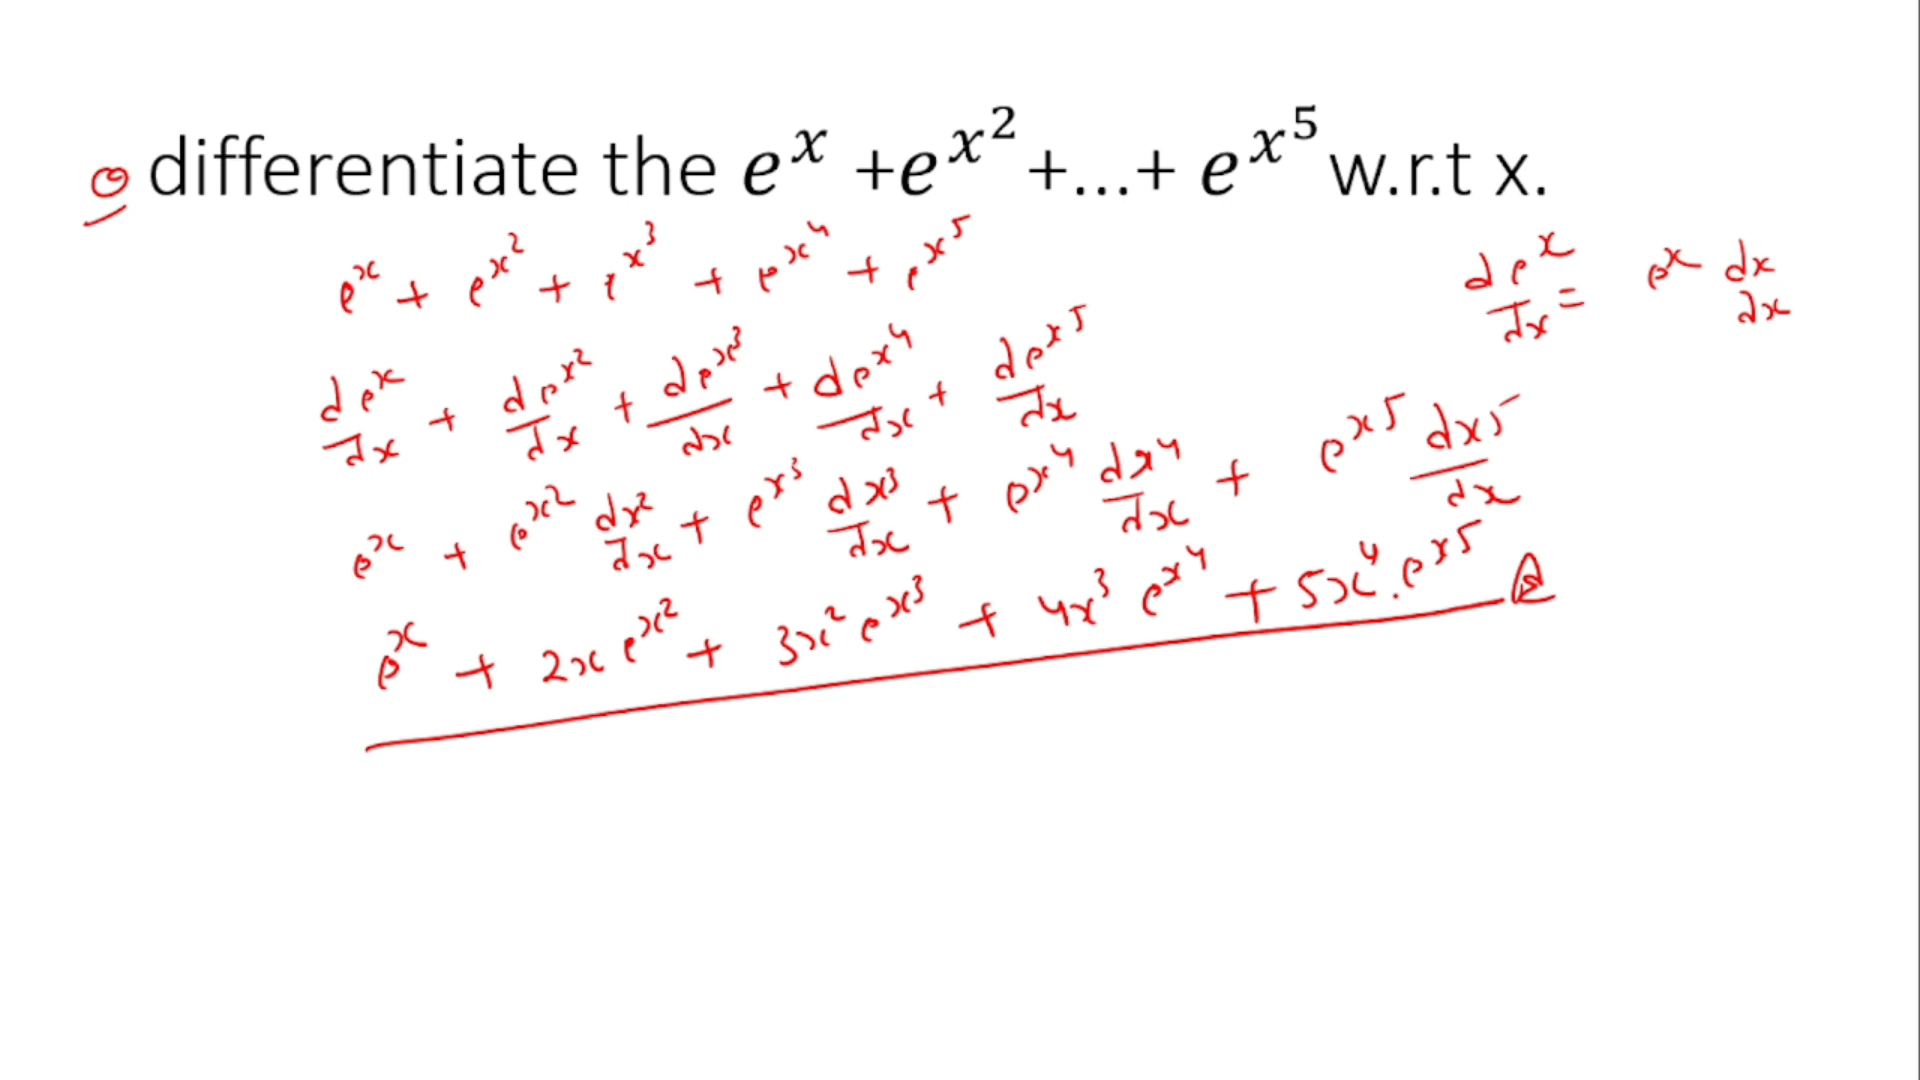 Q differentiate the e^x +e^x^2 +...+ e^x^5 w.r.t x.
e^x + e^x^2 + e^x^3 + e^x^4 + e^x^5
de^x/dx = e^x dx/dx
de^x/dx + de^x^2/dx + de^x^3/dx + de^x^4/dx + de^x^5/dx
e^x + e^x^2 dx^2/dx + e^x^3 dx^3/dx + e^x^4 dx^4/dx + e^x^5 dx^5/dx
e^x + 2x e^x^2 + 3x^2 e^x^3 + 4x^3 e^x^4 + 5x^4 . e^x^5